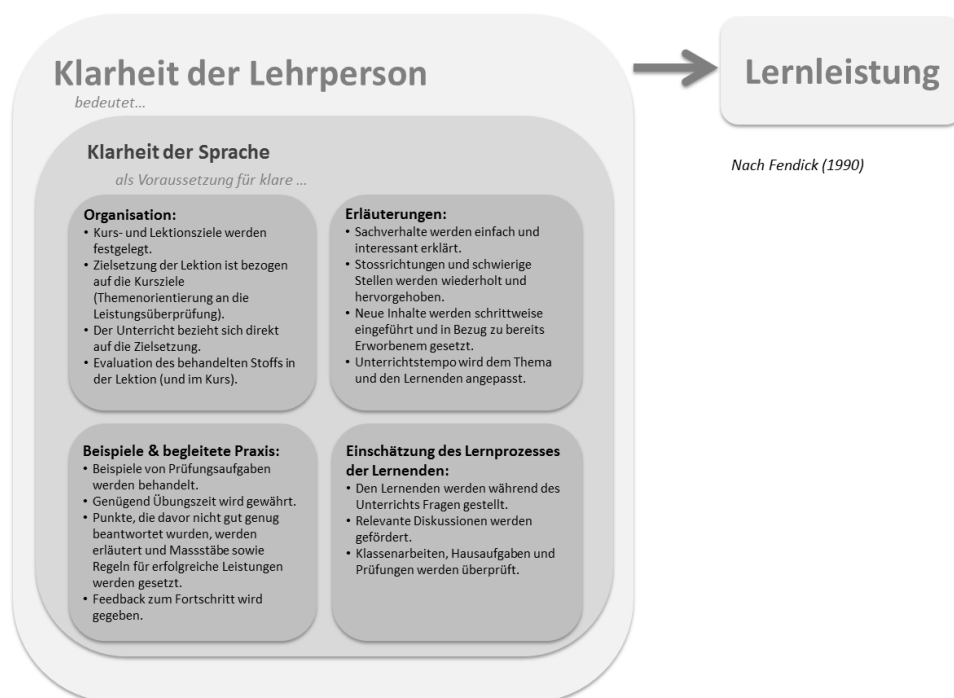 Klarheit der Lehrperson
bedeutet...
Klarheit der Sprache
als Voraussetzung für klare ...
Organisation:
• Kurs- und Lektionsziele werden
festgelegt.
• Zielsetzung der Lektion ist bezogen
auf die Kursziele
(Themenorientierung an die
Leistungsüberprüfung).
• Der Unterricht bezieht sich direkt
auf die Zielsetzung.
• Evaluation des behandelten Stoffs in
der Lektion (und im Kurs).
Erläuterungen:
• Sachverhalte werden einfach und
interessant erklärt.
• Stossrichtungen und schwierige
Stellen werden wiederholt und
hervorgehoben.
• Neue Inhalte werden schrittweise
eingeführt und in Bezug zu bereits
Erworbenem gesetzt.
• Unterrichtstempo wird dem Thema
und den Lernenden angepasst.
Beispiele & begleitete Praxis:
• Beispiele von Prüfungsaufgaben
werden behandelt.
• Genügend Übungszeit wird gewährt.
• Punkte, die davor nicht gut genug
beantwortet wurden, werden
erläutert und Massstäbe sowie
Regeln für erfolgreiche Leistungen
werden gesetzt.
• Feedback zum Fortschritt wird
gegeben.
Einschätzung des Lernprozesses
der Lernenden:
• Den Lernenden werden während des
Unterrichts Fragen gestellt.
• Relevante Diskussionen werden
gefördert.
• Klassenarbeiten, Hausaufgaben und
Prüfungen werden überprüft.
Lernleistung
Nach Fendick (1990)